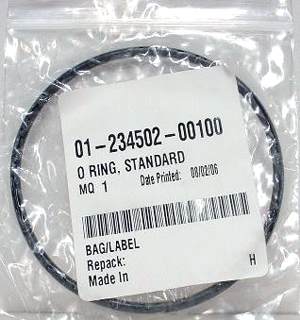 01-234502-00100
O RING, STANDARD
MQ 1 Date Printed: 08/02/06
BAG/LABEL
Repack:
Made In H